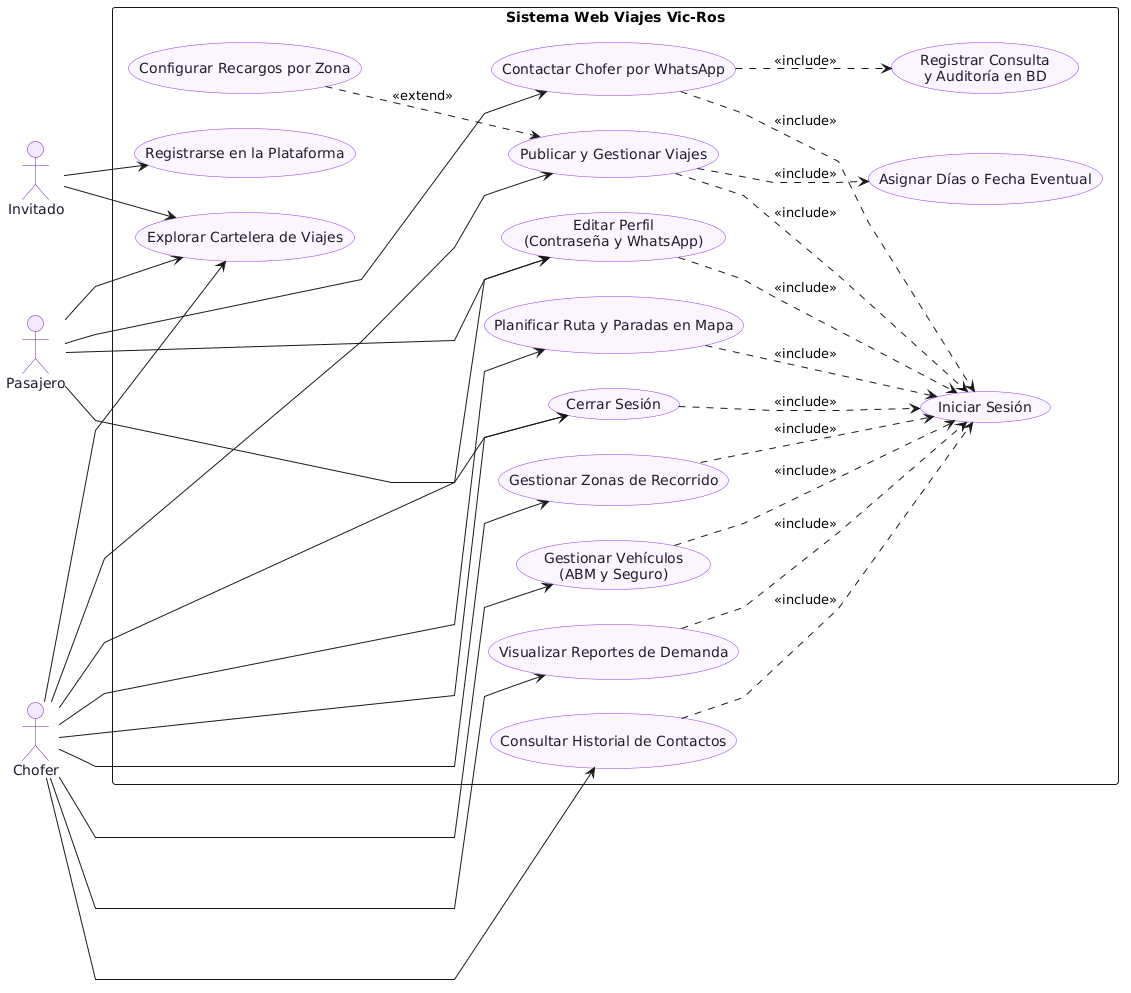 Sistema Web Viajes Vic-Ros
Configurar Recargos por Zona
Contactar Chofer por WhatsApp
«include»
Registrar Consulta
y Auditoría en BD
«extend»
«include»
Registrarse en la Plataforma
Publicar y Gestionar Viajes
«include»
Asignar Días o Fecha Eventual
Invitado
«include»
Explorar Cartelera de Viajes
Editar Perfil
(Contraseña y WhatsApp)
«include»
Planificar Ruta y Paradas en Mapa
«include»
Pasajero
Cerrar Sesión
«include»
Iniciar Sesión
«include»
Gestionar Zonas de Recorrido
«include»
Gestionar Vehículos
(ABM y Seguro)
«include»
Visualizar Reportes de Demanda
«include»
Consultar Historial de Contactos
Chofer